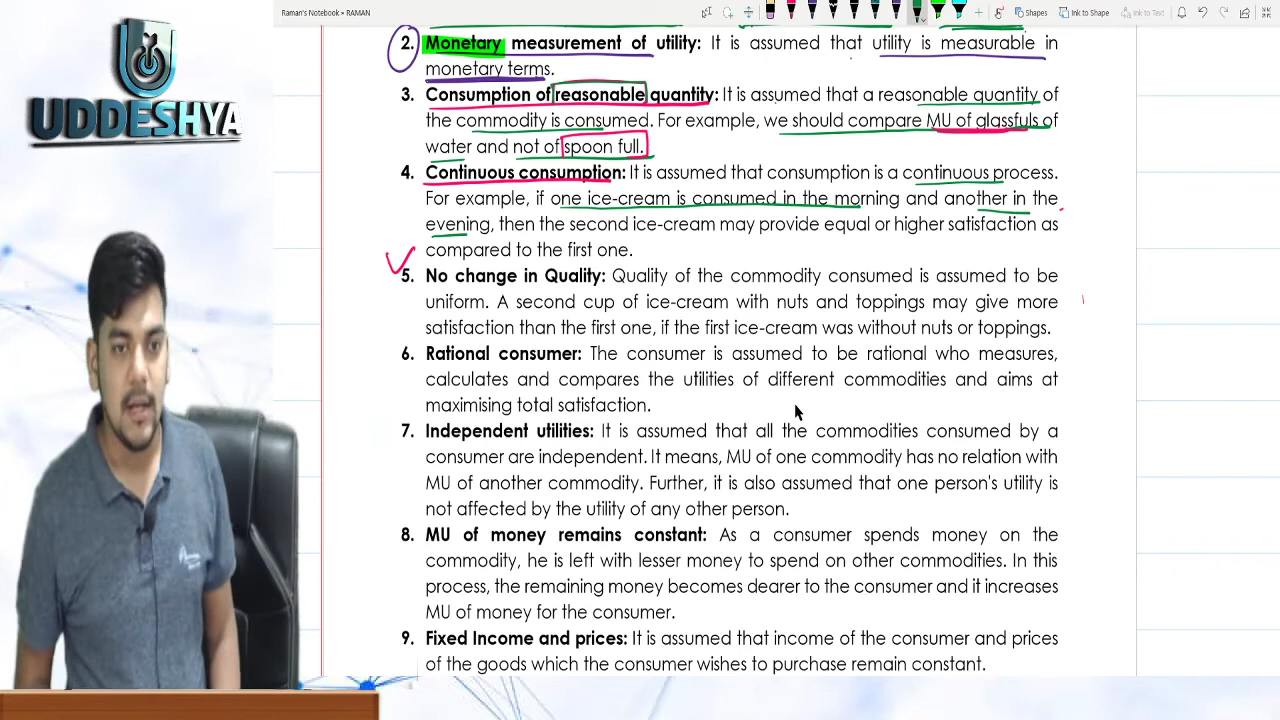 Raman's Notebook » RAMAN
Shapes
Ink to Shape
Ink to Text
UDDESHYA
2. Monetary measurement of utility: It is assumed that utility is measurable in
monetary terms.
3. Consumption of reasonable quantity: It is assumed that a reasonable quantity of
the commodity is consumed. For example, we should compare MU of glassfuls of
water and not of spoon full.
4. Continuous consumption: It is assumed that consumption is a continuous process.
For example, if one ice-cream is consumed in the morning and another in the
evening, then the second ice-cream may provide equal or higher satisfaction as
compared to the first one.
5. No change in Quality: Quality of the commodity consumed is assumed to be
uniform. A second cup of ice-cream with nuts and toppings may give more
satisfaction than the first one, if the first ice-cream was without nuts or toppings.
6. Rational consumer: The consumer is assumed to be rational who measures,
calculates and compares the utilities of different commodities and aims at
maximising total satisfaction.
7. Independent utilities: It is assumed that all the commodities consumed by a
consumer are independent. It means, MU of one commodity has no relation with
MU of another commodity. Further, it is also assumed that one person's utility is
not affected by the utility of any other person.
8. MU of money remains constant: As a consumer spends money on the
commodity, he is left with lesser money to spend on other commodities. In this
process, the remaining money becomes dearer to the consumer and it increases
MU of money for the consumer.
9. Fixed Income and prices: It is assumed that income of the consumer and prices
of the goods which the consumer wishes to purchase remain constant.